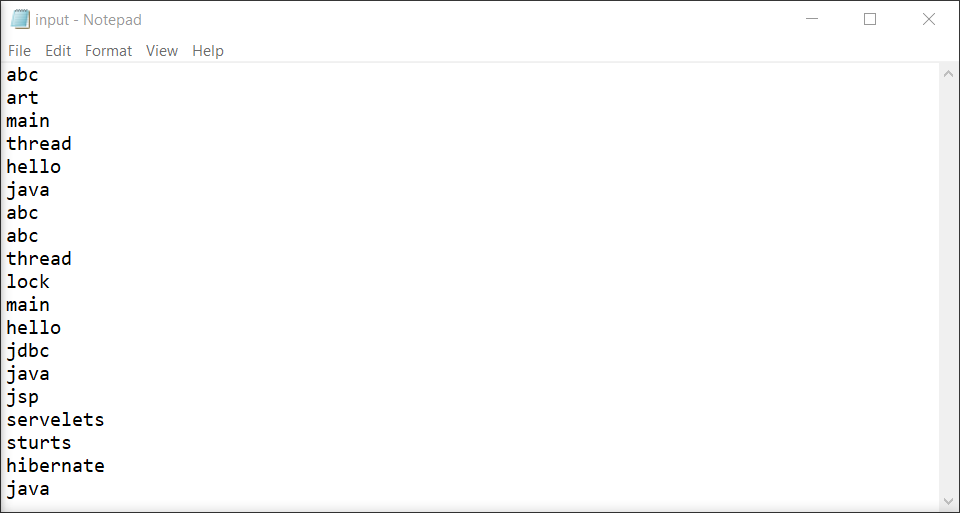 input - Notepad
File Edit Format View Help
abc
art
main
thread
hello
java
abc
abc
thread
lock
main
hello
jdbc
java
jsp
servelets
sturts
hibernate
java